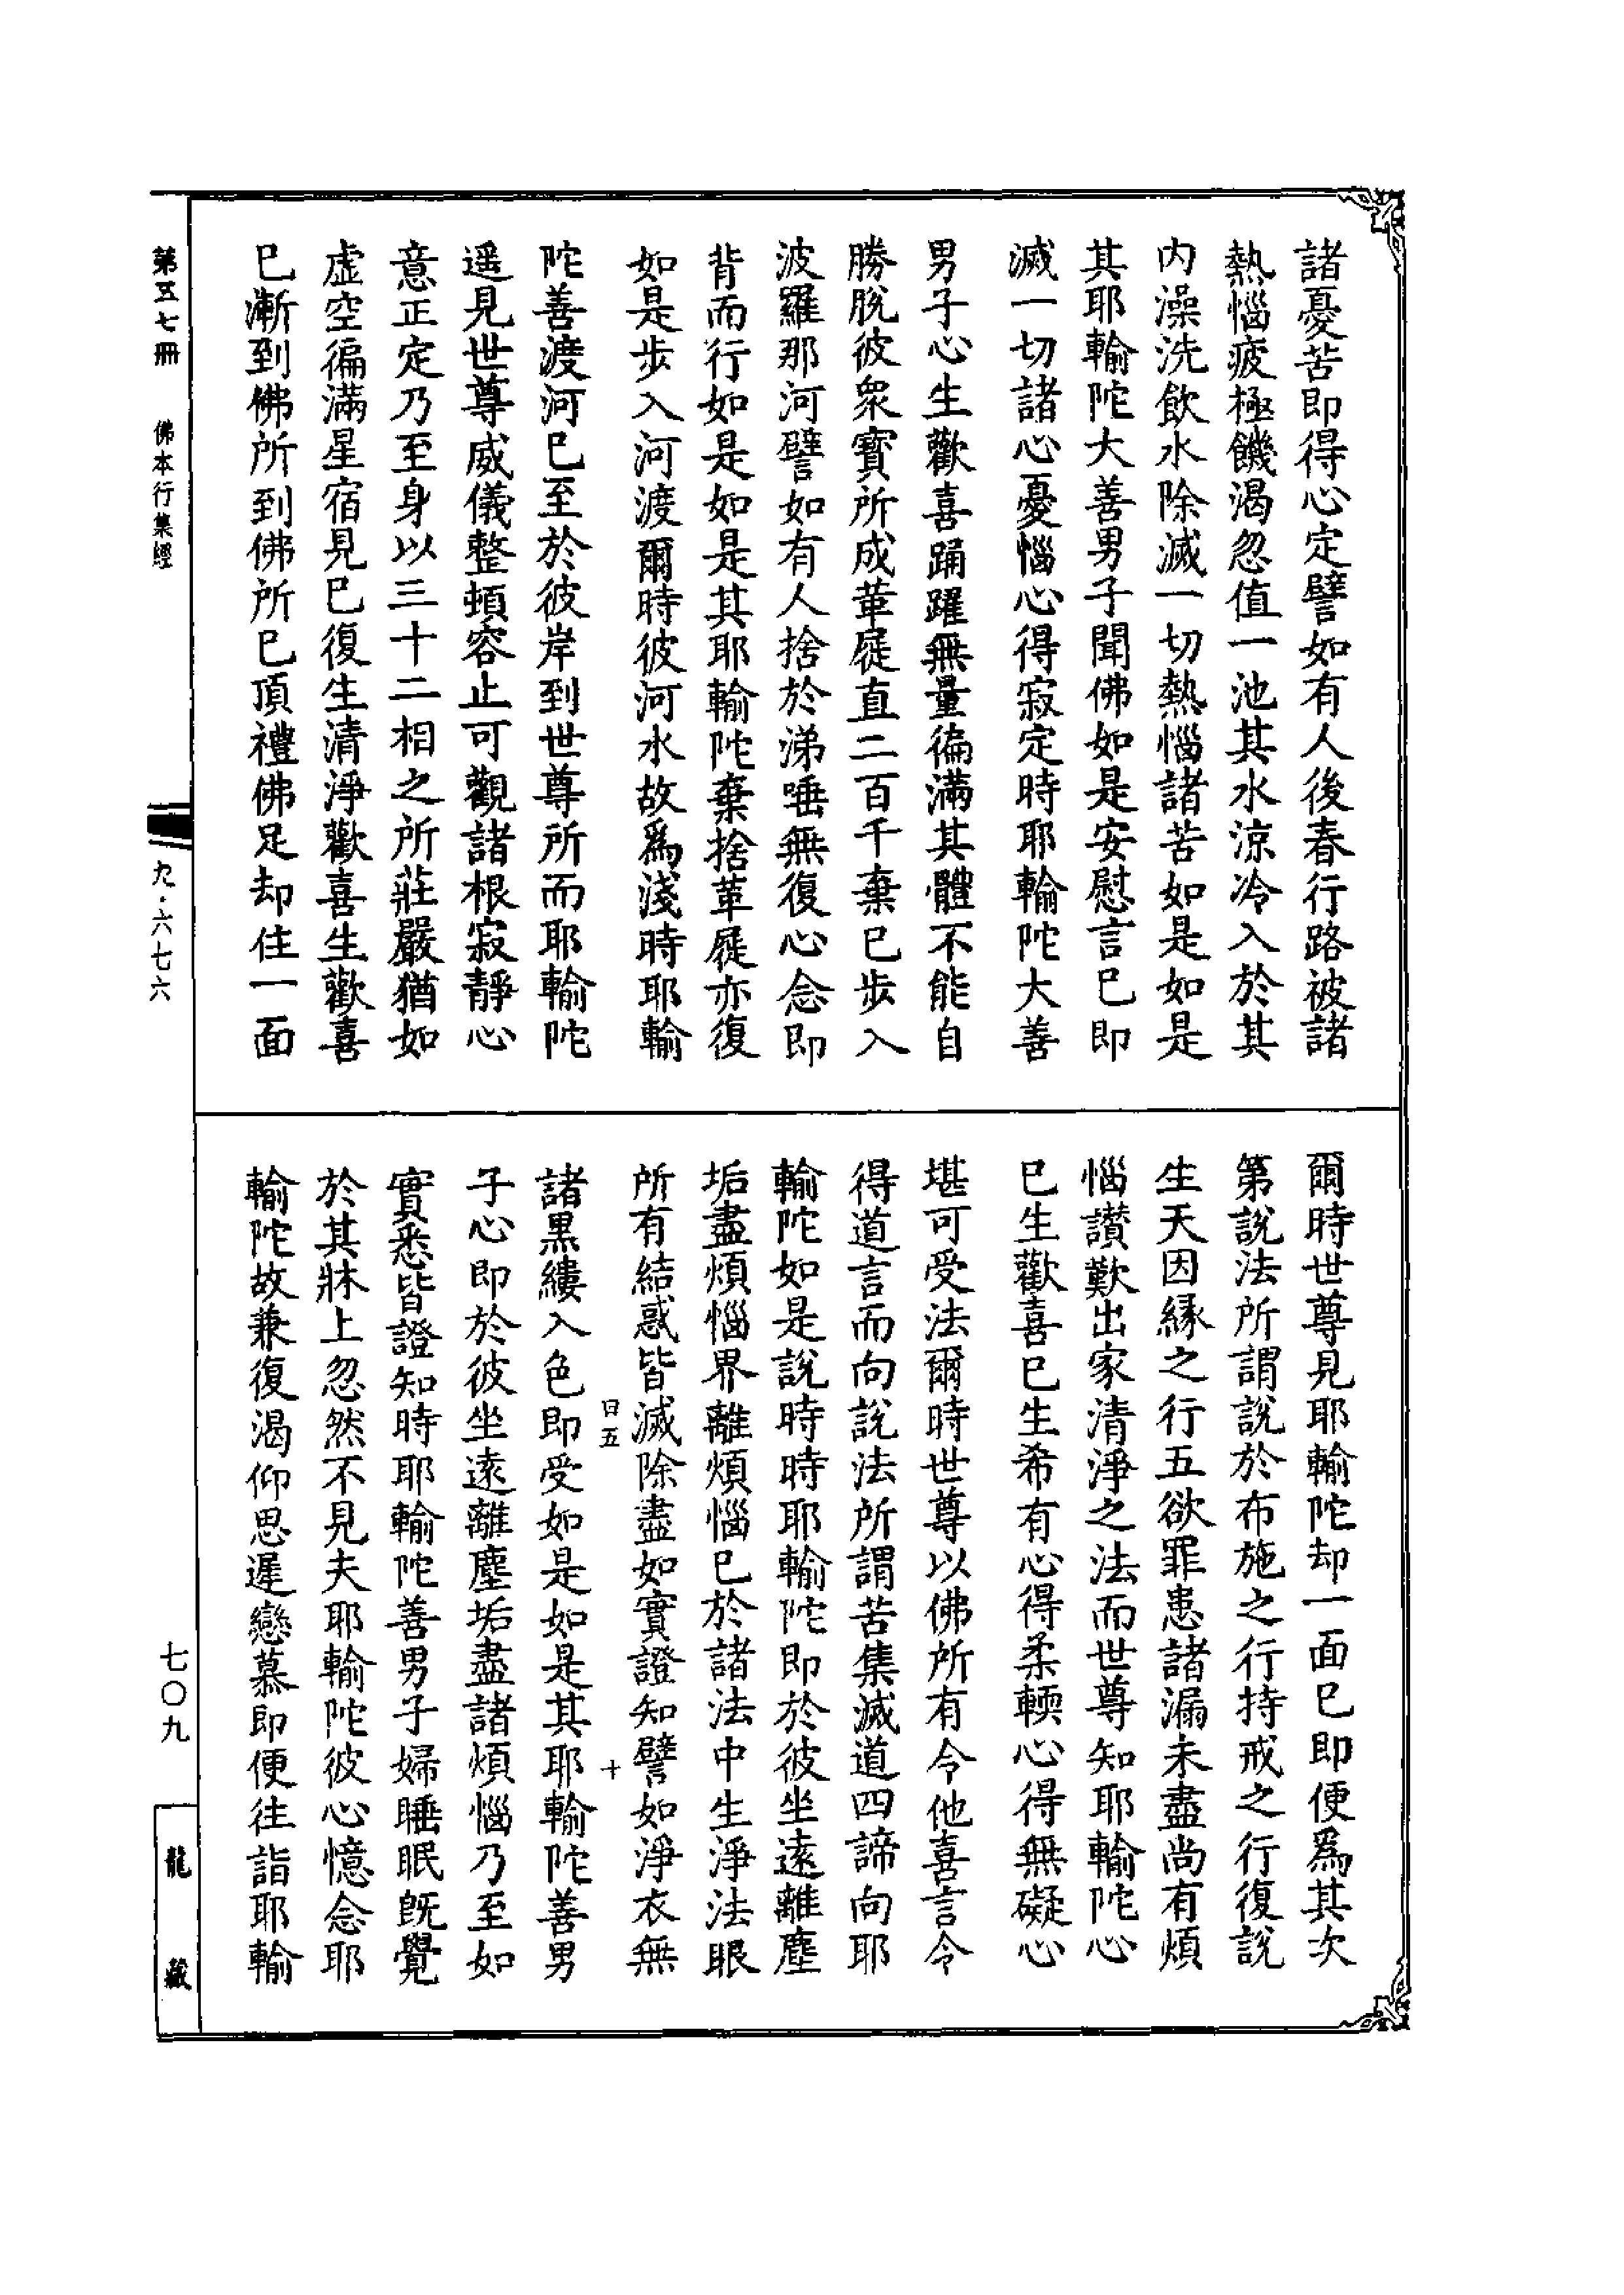 諸憂苦即得心定譬如有人後春行路被諸
熱惱疲極饑渴忽值一池其水涼冷入於其
内澡洗飲水除滅一切熱惱諸苦如是如是
其耶輸陀大善男子聞佛如是安慰言已即
滅一切諸心憂惱心得寂定時耶輸陀大善
男子心生歡喜踊躍無量徧滿其體不能自
勝脫彼衆寶所成革屣直二百千棄已步入
波羅那河譬如有人捨於涕唾無復心念即
背而行如是如是其耶輸陀棄捨革屣亦復
如是步入河渡爾時彼河水故爲淺時耶輸
陀善渡河已至於彼岸到世尊所而耶輸陀
遥見世尊威儀整頓容止可觀諸根寂靜心
意正定乃至身以三十二相之所莊嚴猶如
虛空徧滿星宿見已復生清淨歡喜生歡喜
已漸到佛所到佛所已頂禮佛足却住一面
爾時世尊見耶輸陀却一面已即便爲其次
第說法所謂說於布施之行持戒之行復說
生天因緣之行五欲罪患諸漏未盡尚有煩
惱讃歎出家清淨之法而世尊知耶輸陀心
已生歡喜已生希有心得柔輭心得無礙心
堪可受法爾時世尊以佛所有令他喜言令
得道言而向說法所謂苦集滅道四諦向耶
輸陀如是說時時耶輸陀即於彼坐遠離塵
垢盡煩惱界離煩惱已於諸法中生淨法眼
所有結惑皆滅除盡如實證知譬如淨衣無
曰五 十
諸黑縷入色即受如是如是其耶輸陀善男
子心即於彼坐遠離塵垢盡諸煩惱乃至如
實悉皆證知時耶輸陀善男子婦睡眠旣覺
於其牀上忽然不見夫耶輸陀彼心憶念耶
輸陀故兼復渴仰思遲戀慕即便往詣耶輸
第五七冊 佛本行集經
九·六七六
七〇九
龍藏